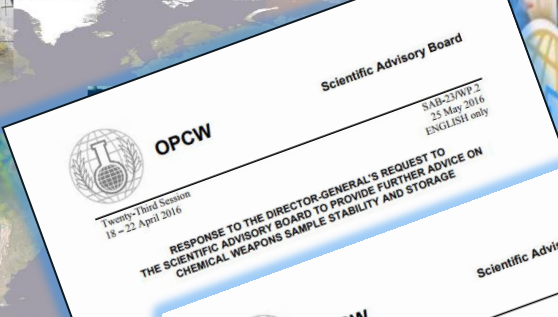 Scientific Advisory Board
OPCW
SAB-23/WP.2
25 May 2016
ENGLISH only
Twenty-Third Session
18 – 22 April 2016
RESPONSE TO THE DIRECTOR-GENERAL'S REQUEST TO
THE SCIENTIFIC ADVISORY BOARD TO PROVIDE FURTHER ADVICE ON
CHEMICAL WEAPONS SAMPLE STABILITY AND STORAGE
Scientific